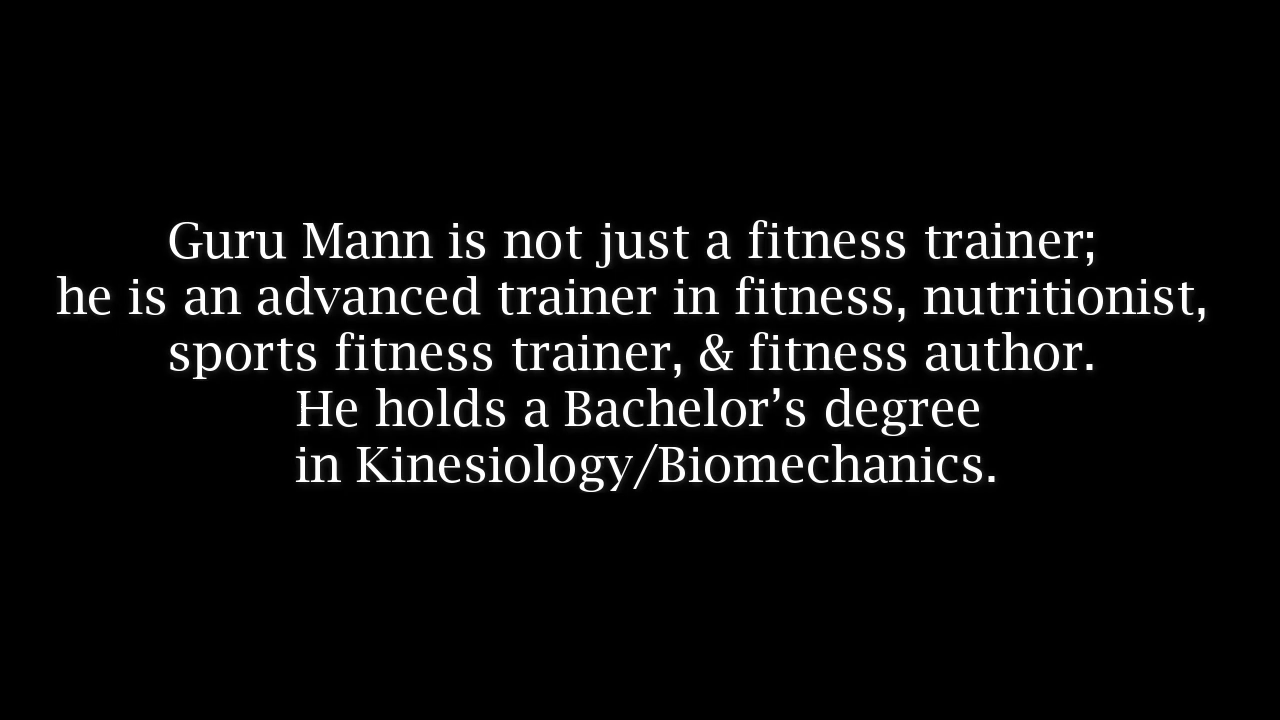 Guru Mann is not just a fitness trainer;
he is an advanced trainer in fitness, nutritionist,
sports fitness trainer, & fitness author.
He holds a Bachelor’s degree
in Kinesiology/Biomechanics.